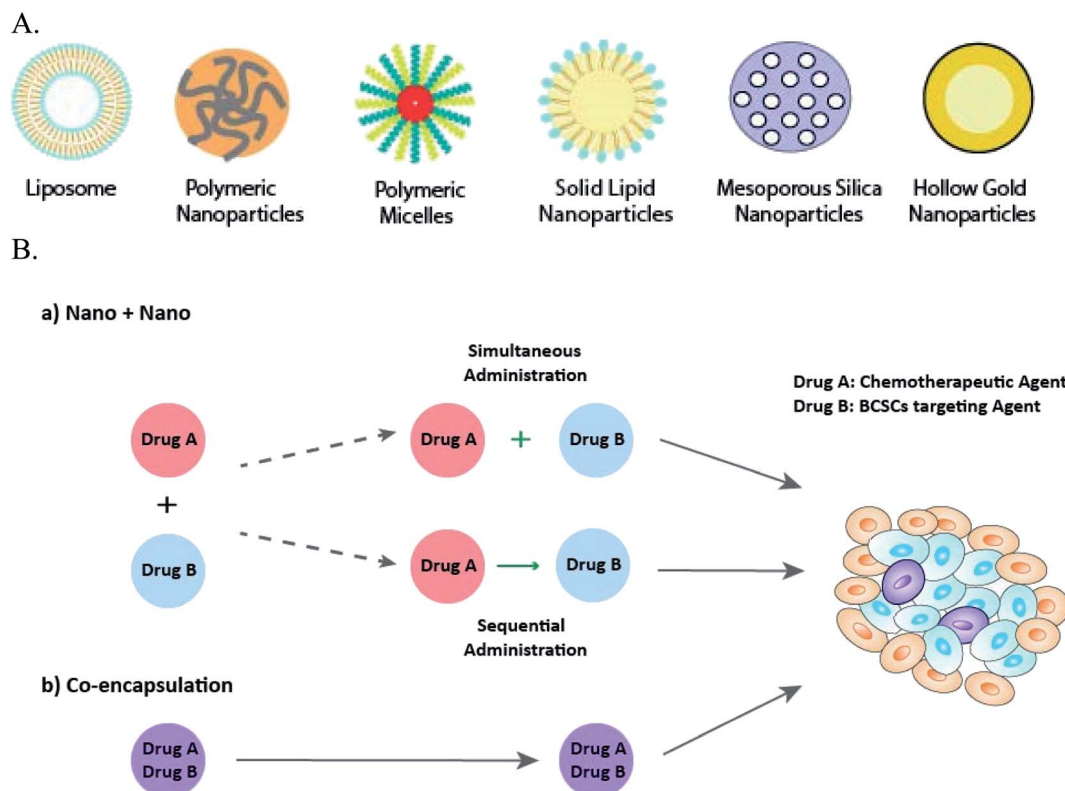 A.
Liposome
Polymeric
Nanoparticles
Polymeric
Micelles
Solid Lipid
Nanoparticles
Mesoporous Silica
Nanoparticles
Hollow Gold
Nanoparticles
B.
a) Nano + Nano
Simultaneous
Administration
Drug A: Chemotherapeutic Agent
Drug B: BCSCs targeting Agent
Drug A
+
Drug B
Drug A + Drug B
Drug A Drug B
Sequential
Administration
b) Co-encapsulation
Drug A
Drug B
Drug A
Drug B